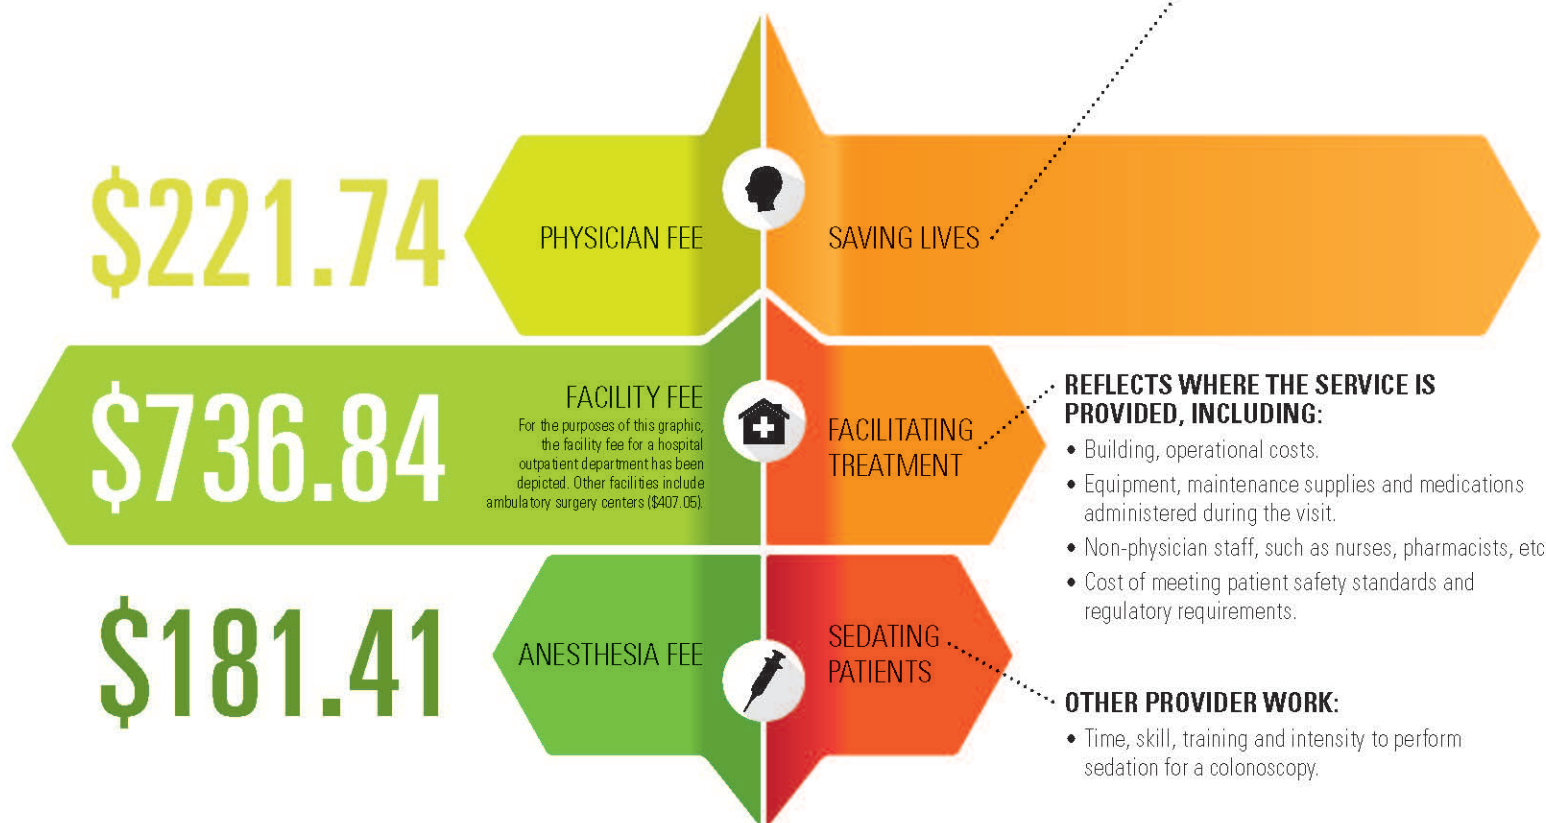 $221.74
PHYSICIAN FEE
SAVING LIVES
$736.84
FACILITY FEE
For the purposes of this graphic,
the facility fee for a hospital
outpatient department has been
depicted. Other facilities include
ambulatory surgery centers ($407.05).
FACILITATING
TREATMENT
REFLECTS WHERE THE SERVICE IS
PROVIDED, INCLUDING:
• Building, operational costs.
• Equipment, maintenance supplies and medications
administered during the visit.
• Non-physician staff, such as nurses, pharmacists, etc
• Cost of meeting patient safety standards and
regulatory requirements.
$181.41
ANESTHESIA FEE
SEDATING
PATIENTS
OTHER PROVIDER WORK:
• Time, skill, training and intensity to perform
sedation for a colonoscopy.